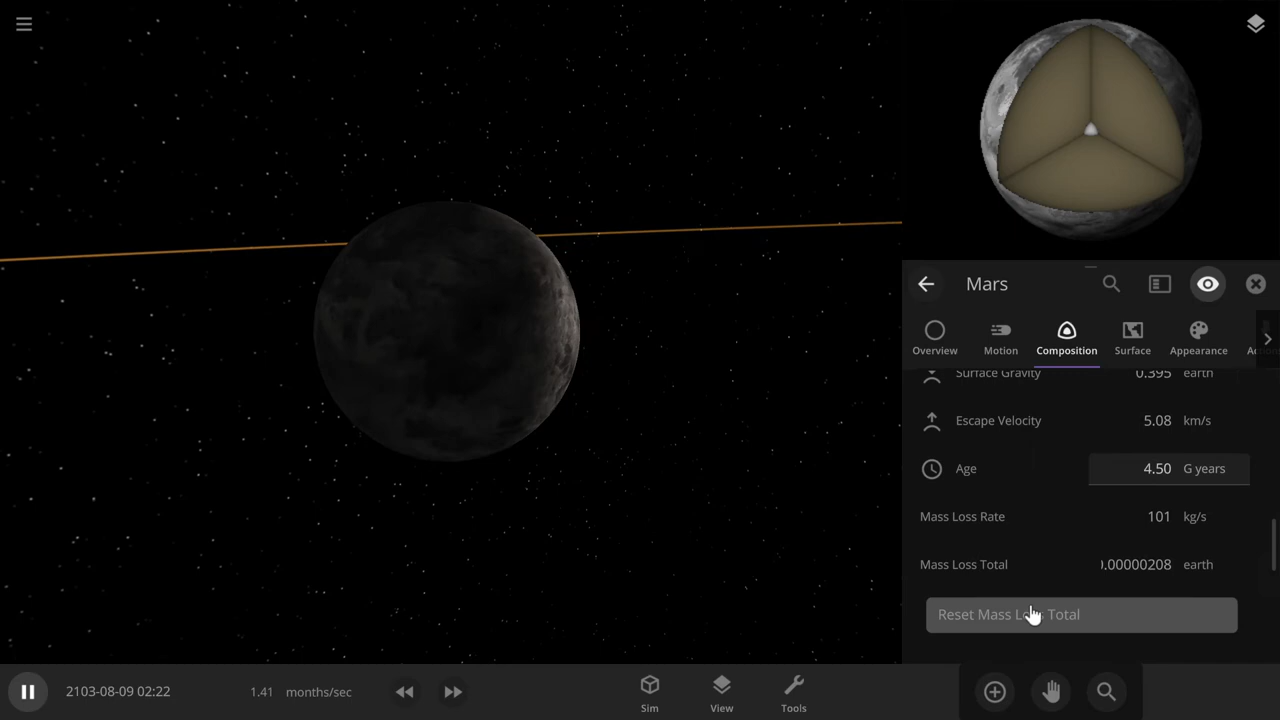 Mars
Overview Motion Composition Surface Appearance
Surface Gravity 0.395 earth
Escape Velocity 5.08 km/s
Age 4.50 G years
Mass Loss Rate 101 kg/s
Mass Loss Total .00000208 earth
Reset Mass Total
2103-08-09 02:22 1.41 months/sec
Sim View Tools